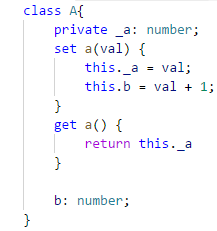 class A{
    private _a: number;
    set a(val) {
        this._a = val;
        this.b = val + 1;
    }
    get a() {
        return this._a
    }

    b: number;
}